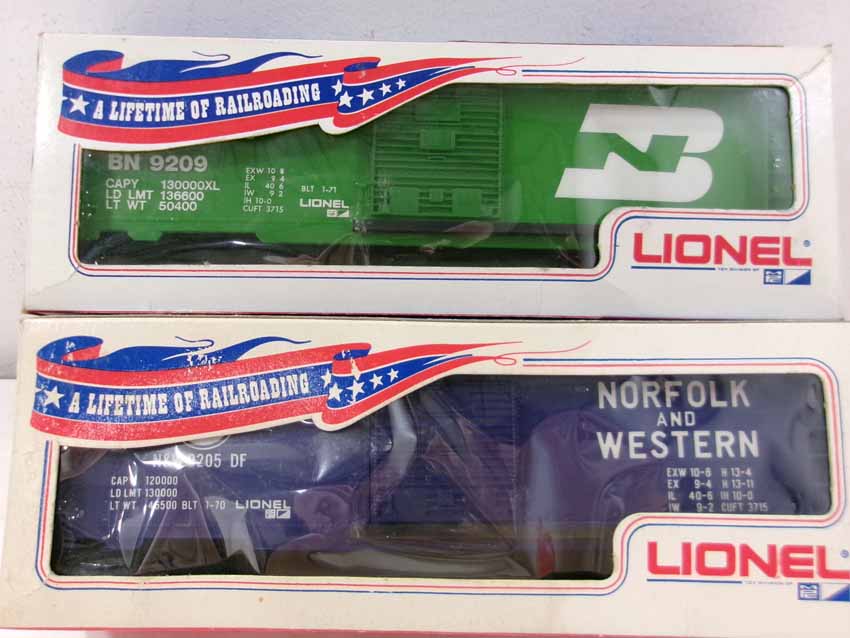 A LIFETIME OF RAILROADING
BN 9209
CAPY 130000XL
LD LMT 136600
LT WT 50400
EXW 10 8
EX 9 4
IL 40 6
IW 9 2
IH 10-0
CUFT 3715
BLT 1-71
LIONEL
BN
LIONEL
A LIFETIME OF RAILROADING
9205 DF
CAPY 120000
LD LMT 130000
LT WT 46500 BLT 1-70 LIONEL
NORFOLK
AND
WESTERN
EXW 10-6 H 13-4
EX 9-4 H 13-11
IL 40-6 IH 10-0
IW 9-2 CUFT 3715
LIONEL